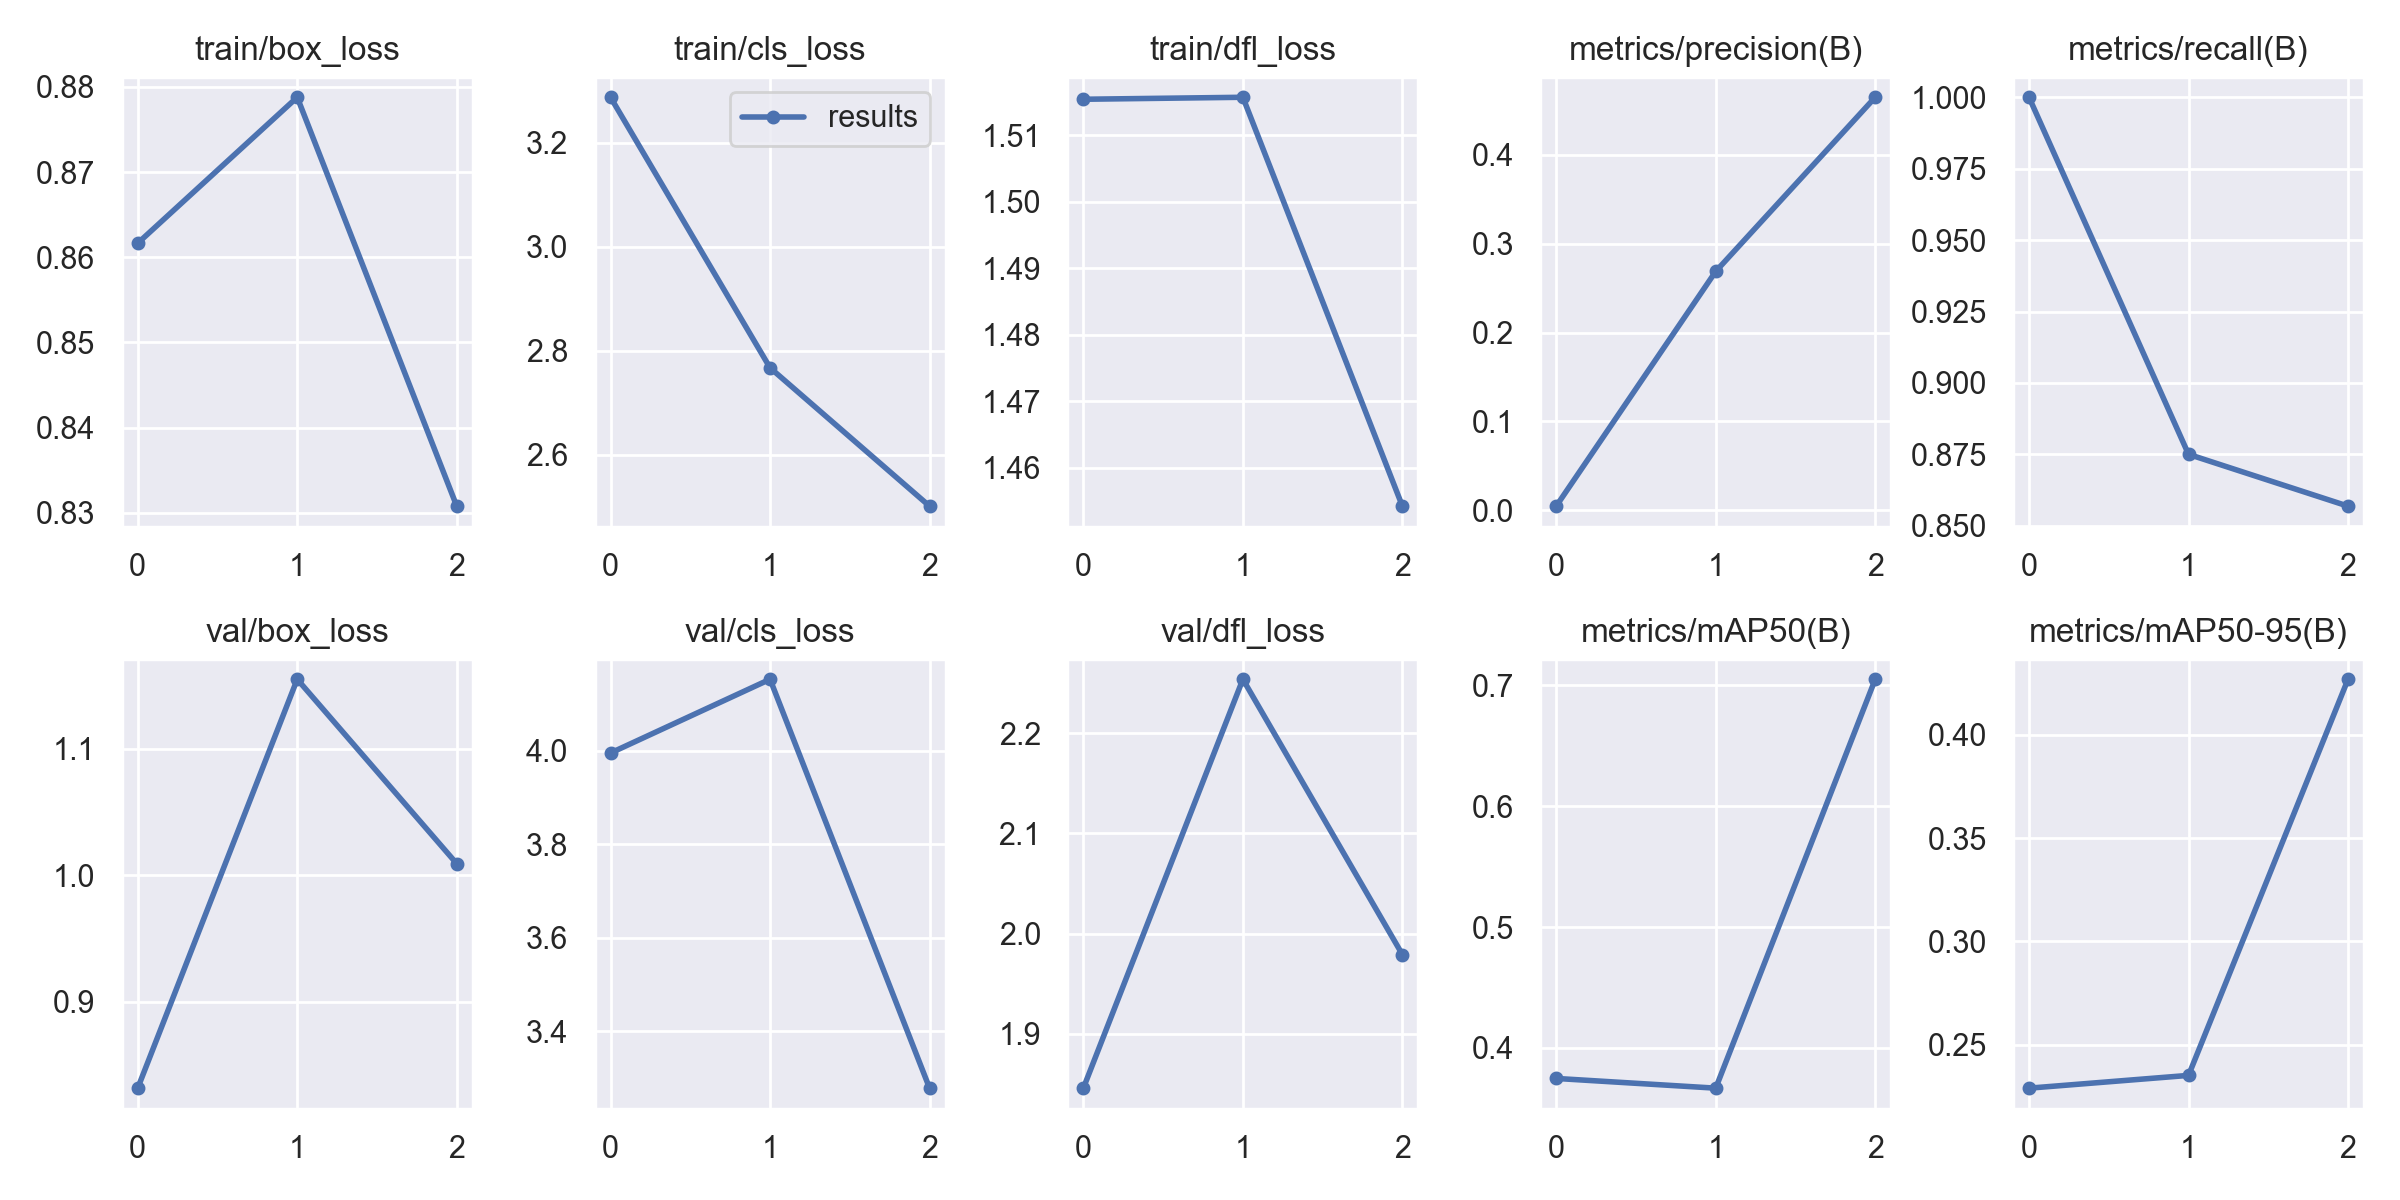 train/box_loss
0.88
0.87
0.86
0.85
0.84
0.83
0 1 2
train/cls_loss
results
3.2
3.0
2.8
2.6
0 1 2
train/dfl_loss
1.51
1.50
1.49
1.48
1.47
1.46
0 1 2
metrics/precision(B)
0.4
0.3
0.2
0.1
0.0
0 1 2
metrics/recall(B)
1.000
0.975
0.950
0.925
0.900
0.875
0.850
0 1 2
val/box_loss
1.1
1.0
0.9
0 1 2
val/cls_loss
4.0
3.8
3.6
3.4
0 1 2
val/dfl_loss
2.2
2.1
2.0
1.9
0 1 2
metrics/mAP50(B)
0.7
0.6
0.5
0.4
0 1 2
metrics/mAP50-95(B)
0.40
0.35
0.30
0.25
0 1 2